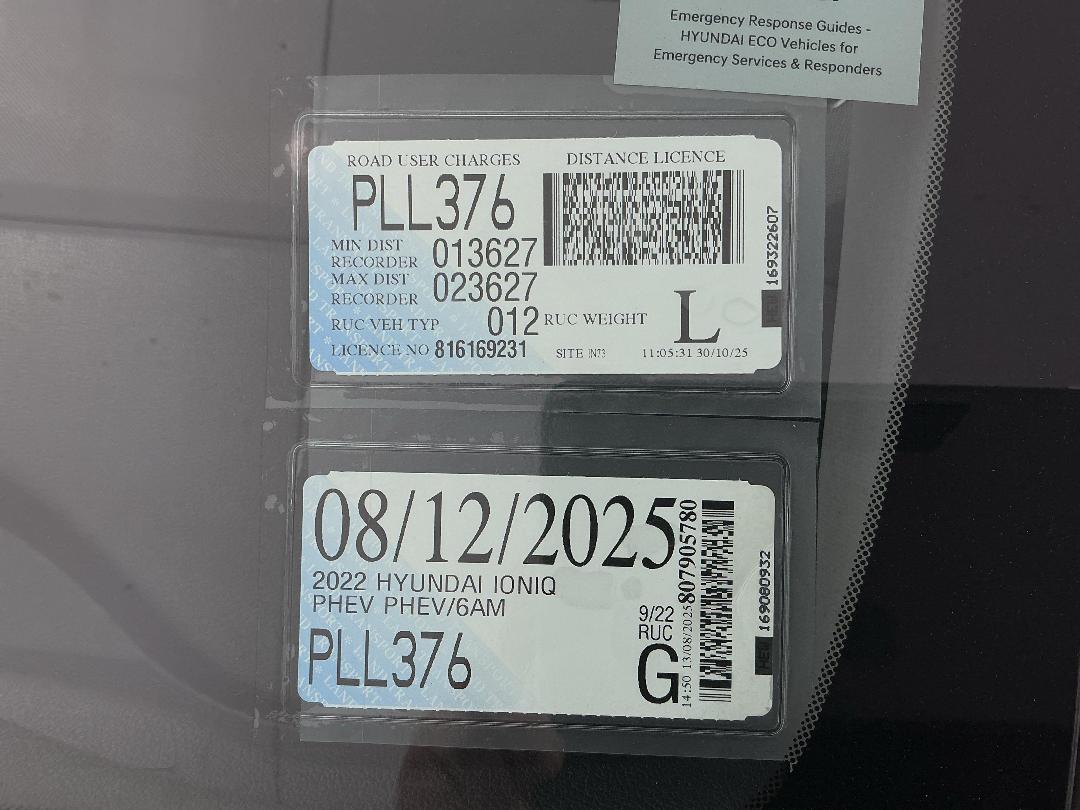 Emergency Response Guides -
HYUNDAI ECO Vehicles for
Emergency Services & Responders
ROAD USER CHARGES DISTANCE LICENCE
PLL376
MIN DIST
RECORDER 013627
MAX DIST
RECORDER 023627
RUC VEH TYP 012 RUC WEIGHT L
LICENCE NO 816169231 SITE IN73 11:05:31 30/10/25
169322607
08/12/2025
2022 HYUNDAI IONIQ
PHEV PHEV/6AM
PLL376
9/22
RUC
G
14:50 13/08/2025 807905780
169080932